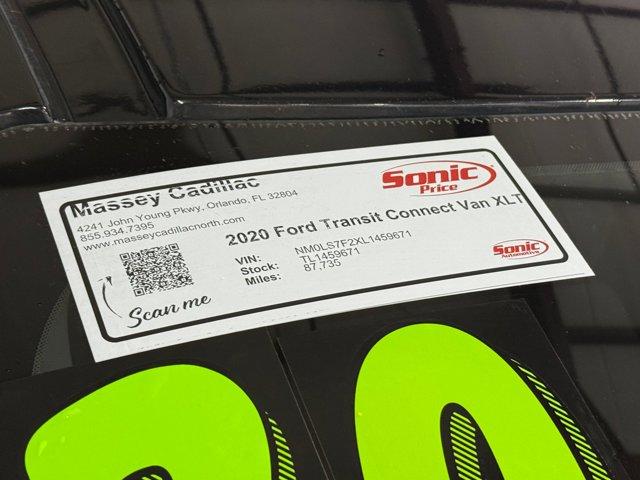 Massey Cadillac
4241 John Young Pkwy, Orlando, FL 32804
855.934.7395
www.masseycadillacnorth.com
Sonic
Price
2020 Ford Transit Connect Van XLT
VIN: NM0LS7F2XL1459671
Stock: TL1459671
Miles: 87,735
Scan me
Sonic
Automotive
20